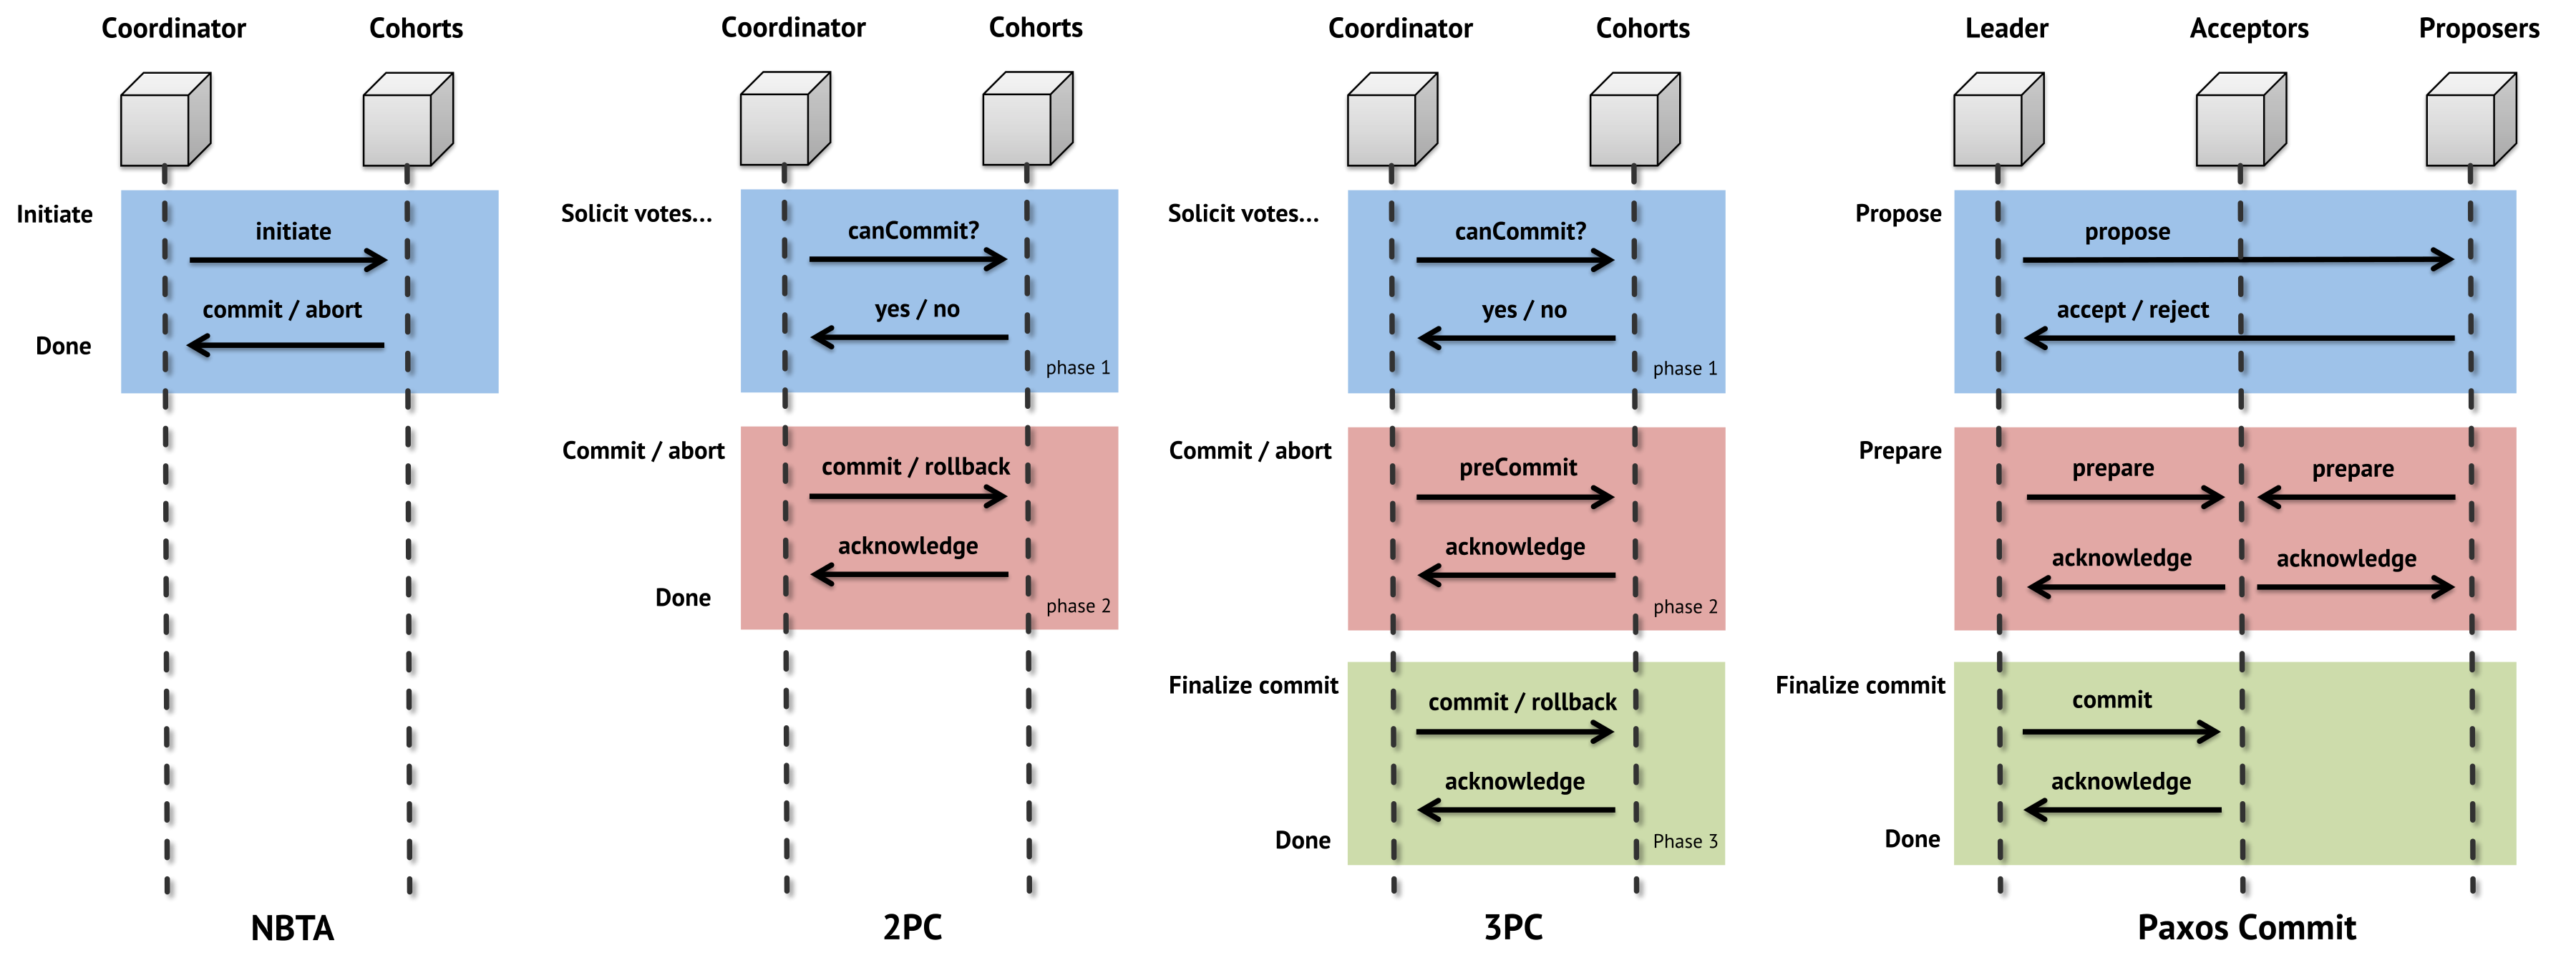 Coordinator
Cohorts
Initiate
initiate
commit / abort
Done
NBTA
Coordinator
Cohorts
Solicit votes...
canCommit?
yes / no
phase 1
Commit / abort
commit / rollback
acknowledge
Done
phase 2
2PC
Coordinator
Cohorts
Solicit votes...
canCommit?
yes / no
phase 1
Commit / abort
preCommit
acknowledge
phase 2
Finalize commit
commit / rollback
acknowledge
Done
Phase 3
3PC
Leader
Acceptors
Proposers
Propose
propose
accept / reject
Prepare
prepare
prepare
acknowledge
acknowledge
Finalize commit
commit
acknowledge
Done
Paxos Commit